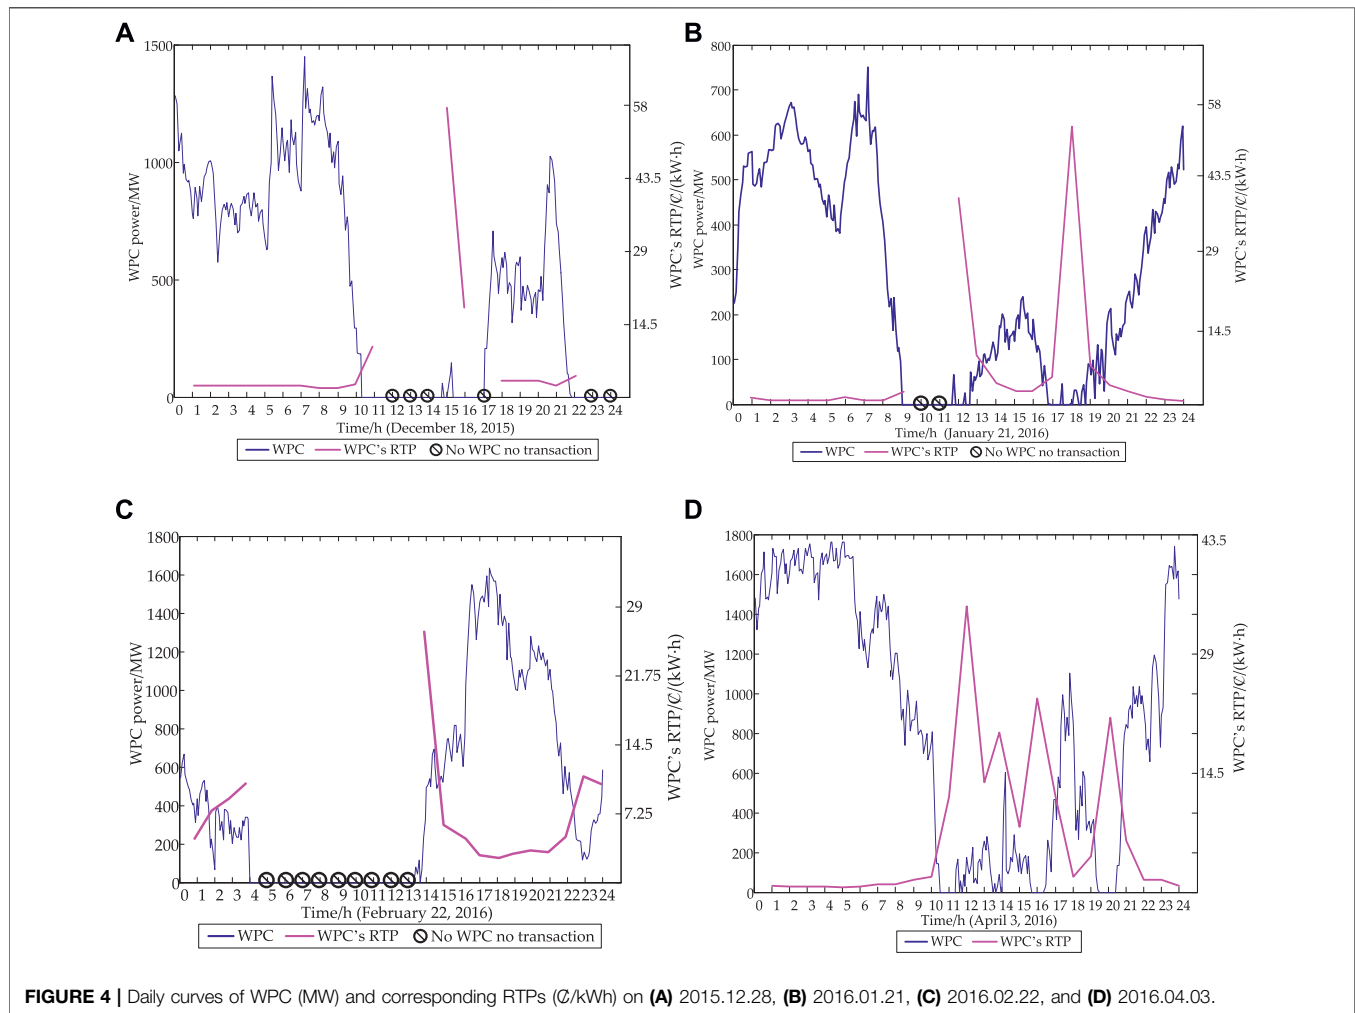 A
1500
1000
500
0
WPC power/MW
58
43.5
29
14.5
WPC's RTP/₡/(kW·h)
0 1 2 3 4 5 6 7 8 9 10 11 12 13 14 15 16 17 18 19 20 21 22 23 24
Time/h (December 18, 2015)
WPC WPC's RTP No WPC no transaction
B
800
700
600
500
400
300
200
100
0
WPC power/MW
58
43.5
29
14.5
WPC's RTP/₡/(kW·h)
0 1 2 3 4 5 6 7 8 9 10 11 12 13 14 15 16 17 18 19 20 21 22 23 24
Time/h (January 21, 2016)
WPC WPC's RTP No WPC no transaction
C
1800
1600
1400
1200
1000
800
600
400
200
0
WPC power/MW
29
21.75
14.5
7.25
WPC's RTP/₡/(kW·h)
0 1 2 3 4 5 6 7 8 9 10 11 12 13 14 15 16 17 18 19 20 21 22 23 24
Time/h (February 22, 2016)
WPC WPC's RTP No WPC no transaction
D
1800
1600
1400
1200
1000
800
600
400
200
0
WPC power/MW
43.5
29
14.5
WPC's RTP/₡/(kW·h)
0 1 2 3 4 5 6 7 8 9 10 11 12 13 14 15 16 17 18 19 20 21 22 23 24
Time/h (April 3, 2016)
WPC WPC's RTP
FIGURE 4 | Daily curves of WPC (MW) and corresponding RTPs (₡/kWh) on (A) 2015.12.28, (B) 2016.01.21, (C) 2016.02.22, and (D) 2016.04.03.